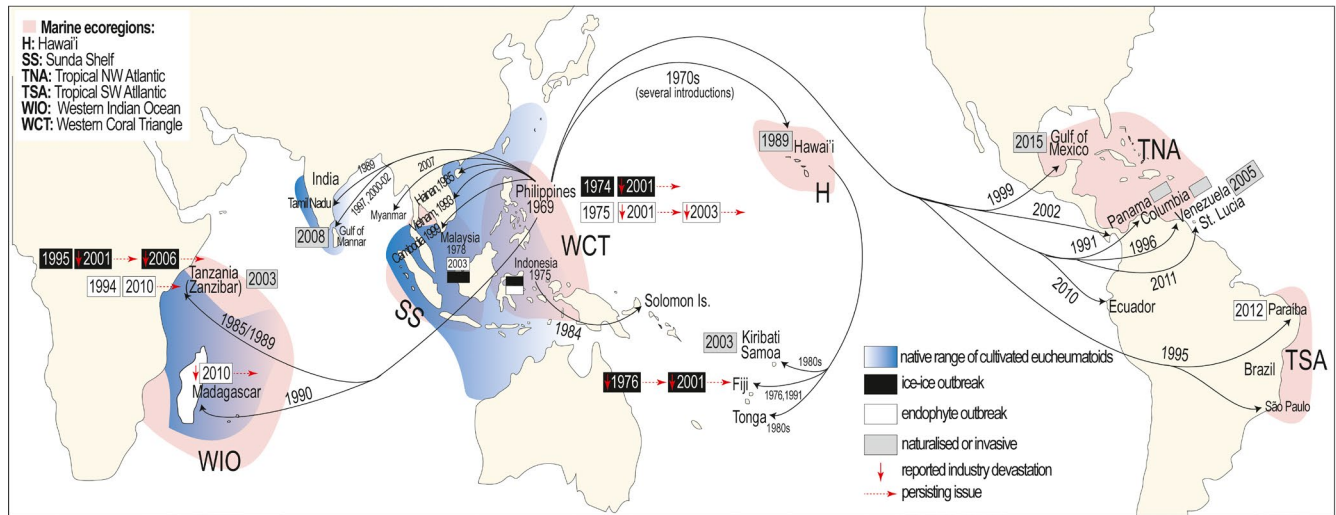 Marine ecoregions:
H: Hawai'i
SS: Sunda Shelf
TNA: Tropical NW Atlantic
TSA: Tropical SW Atllantic
WIO: Western Indian Ocean
WCT: Western Coral Triangle
1970s
(several introductions)
1989
Hawai'i
H
2015
Gulf of
Mexico
TNA
1999
2002
Panama
Columbia
Venezuela
2005
St. Lucia
1991
1996
2011
2010
Ecuador
1995
2012
Paraiba
Brazil
TSA
São Paulo
India
Tamil Nadu
1989
1997, 2000-02
2007
2008
Gulf of
Mannar
Myanmar
Hainan, 1985
Vietnam, 1993
Cambodia 1999
Philippines
1969
1974 2001
1975 2001 2003
WCT
Malaysia
1978
2003
Indonesia
1975
SS
1984
Solomon Is.
1995 2001 2006
1994 2010
Tanzania
(Zanzibar)
2003
1985/1989
2010
Madagascar
1990
WIO
2003
Kiribati
Samoa
1980s
1976 2001
Fiji
1976,1991
Tonga
1980s
native range of cultivated eucheumatoids
ice-ice outbreak
endophyte outbreak
naturalised or invasive
reported industry devastation
persisting issue